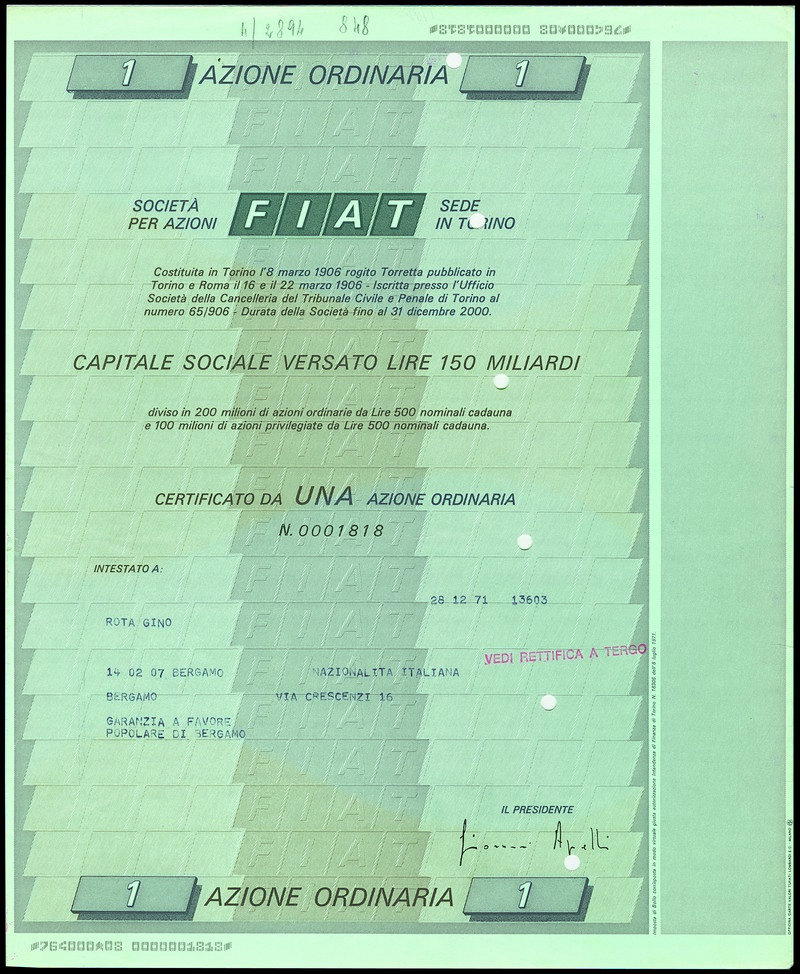 4/2894 848
1 AZIONE ORDINARIA 1
SOCIETÀ PER AZIONI FIAT SEDE IN TORINO
Costituita in Torino l'8 marzo 1906 rogito Torretta pubblicato in
Torino e Roma il 16 e il 22 marzo 1906 - Iscritta presso l'Ufficio
Società della Cancelleria del Tribunale Civile e Penale di Torino al
numero 65/906 - Durata della Società fino al 31 dicembre 2000.
CAPITALE SOCIALE VERSATO LIRE 150 MILIARDI
diviso in 200 milioni di azioni ordinarie da Lire 500 nominali cadauna
e 100 milioni di azioni privilegiate da Lire 500 nominali cadauna.
CERTIFICATO DA UNA AZIONE ORDINARIA
N. 0001818
INTESTATO A:
28 12 71 13603
ROTA/GINO
VEDI RETTIFICA A TERGO
14 02 07 BERGAMO NAZIONALITA ITALIANA
BERGAMO VIA CRESCENZI 16
GARANZIA A FAVORE
POPOLARE DI BERGAMO
IL PRESIDENTE
Giovanni Agnelli
1 AZIONE ORDINARIA 1